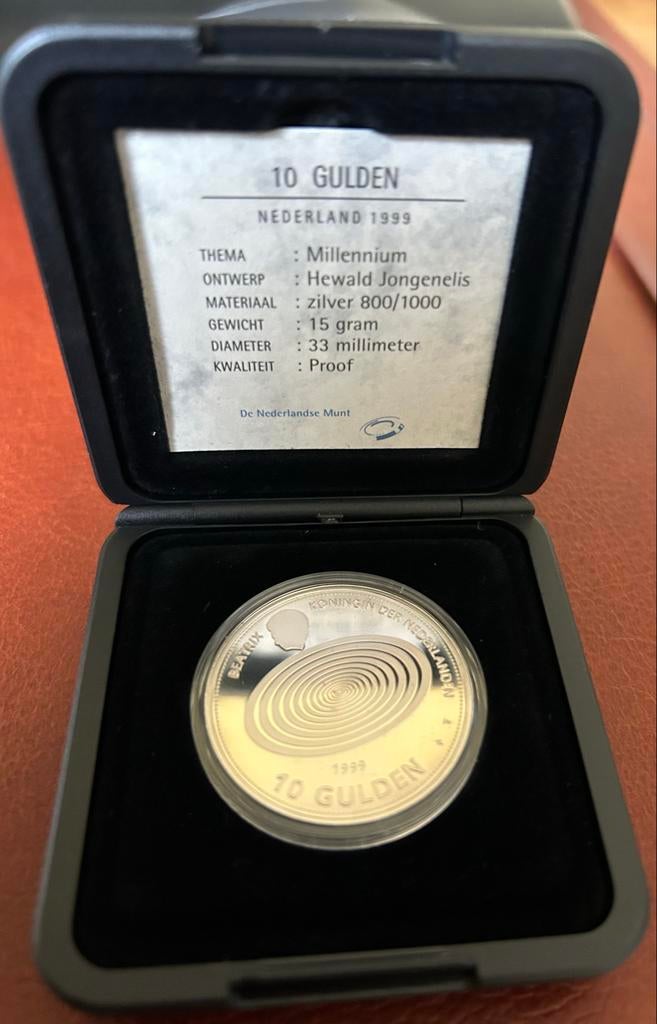 10 GULDEN
NEDERLAND 1999
THEMA : Millennium
ONTWERP : Hewald Jongenelis
MATERIAAL : zilver 800/1000
GEWICHT : 15 gram
DIAMETER : 33 millimeter
KWALITEIT : Proof
De Nederlandse Munt
BEATRIX KONINGIN DER NEDERLANDEN
1999
10 GULDEN